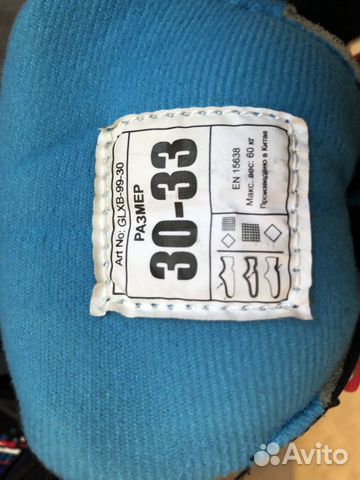 Art No: GLXB-99-30
РАЗМЕР
30-33
EN 15638
Макс. вес: 60 кг
Произведено в Китае
Avito